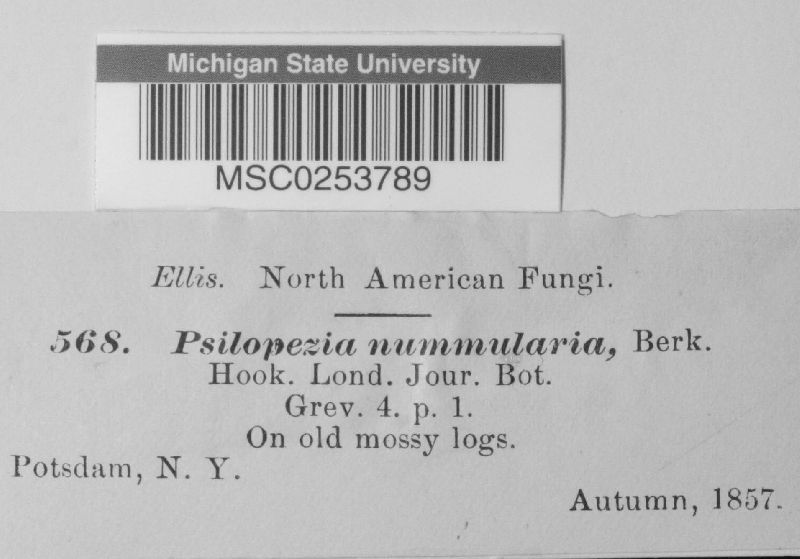 Michigan State University
MSC0253789
Ellis. North American Fungi.
568. Psilopezia nummularia, Berk.
Hook. Lond. Jour. Bot.
Grev. 4. p. 1.
On old mossy logs.
Potsdam, N. Y.
Autumn, 1857.